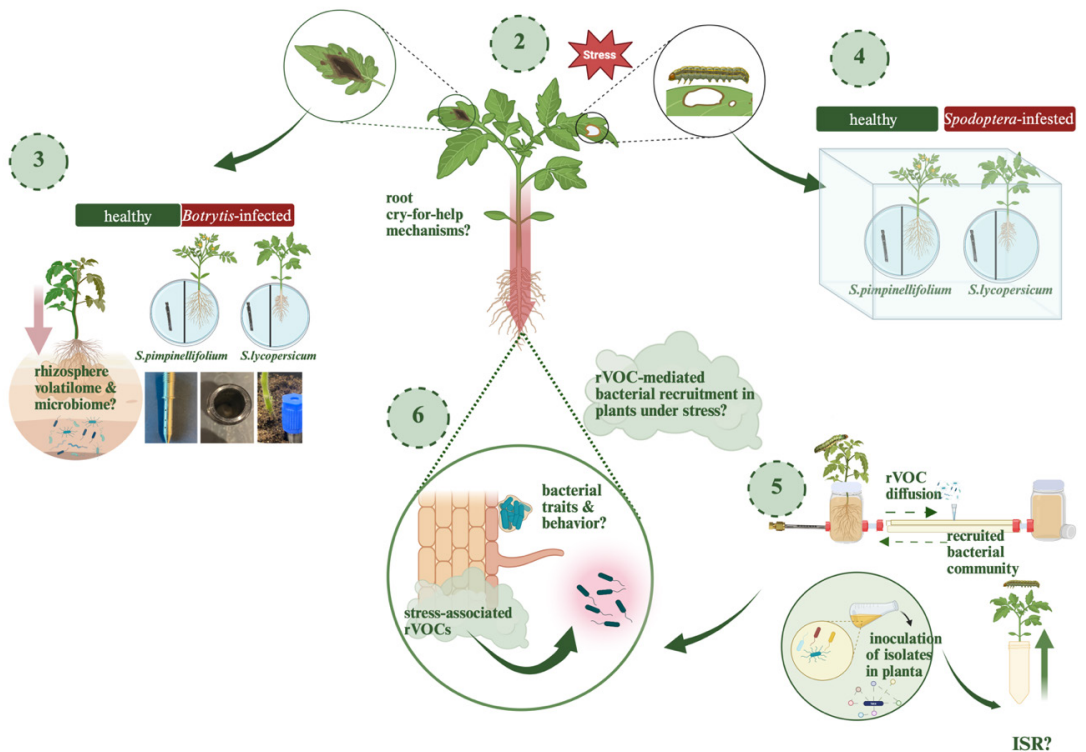 2
Stress
4
healthy
Spodoptera-infested
S.pimpinellifolium
S.lycopersicum
3
healthy
Botrytis-infected
S.pimpinellifolium
S.lycopersicum
rhizosphere
volatilome &
microbiome?
root
cry-for-help
mechanisms?
rVOC-mediated
bacterial recruitment in
plants under stress?
6
bacterial
traits &
behavior?
stress-associated
rVOCs
5
rVOC
diffusion
recruited
bacterial
community
inoculation
of isolates
in planta
ISR?